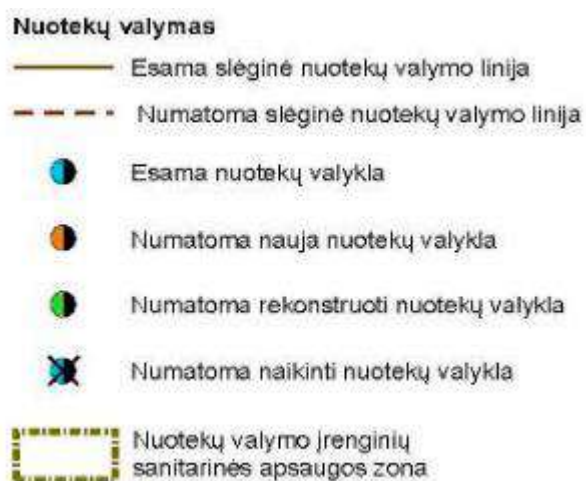 Nuotekų valymas
Esama slėginė nuotekų valymo linija
Numatoma slėginė nuotekų valymo linija
Esama nuotekų valykla
Numatoma nauja nuotekų valykla
Numatoma rekonstruoti nuotekų valykla
Numatoma naikinti nuotekų valykla
Nuotekų valymo įrenginių
sanitarinės apsaugos zona